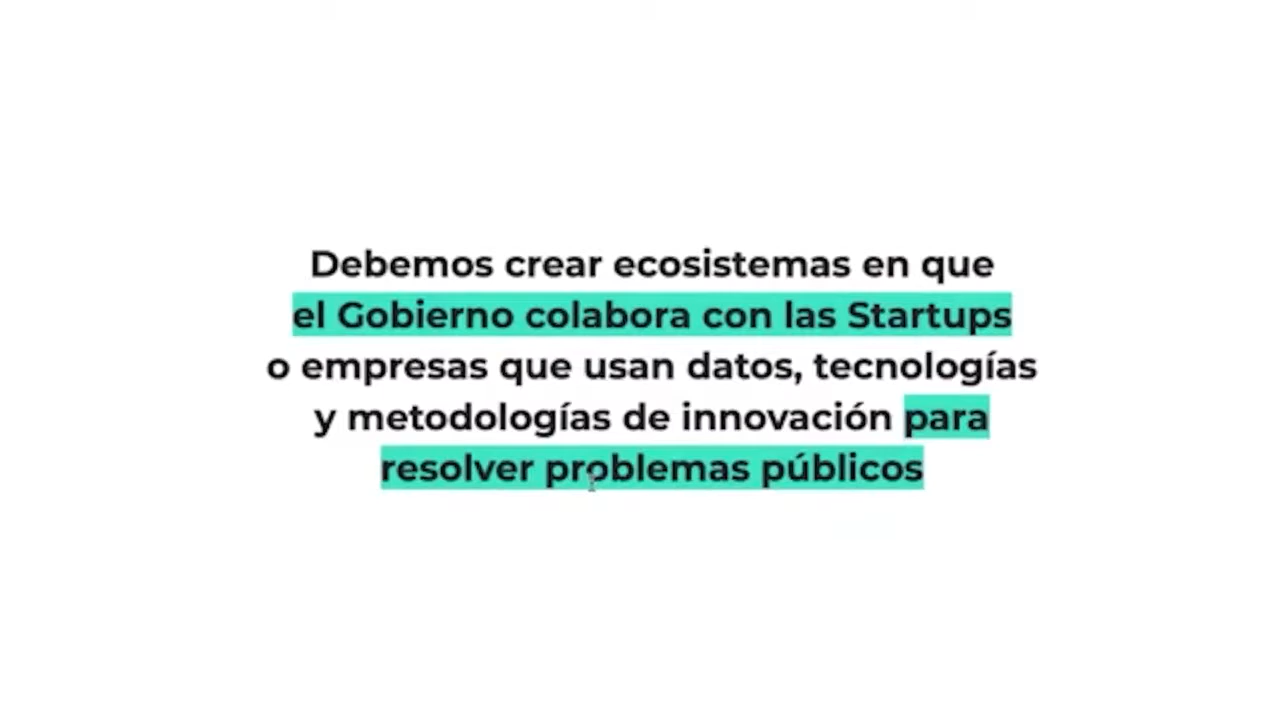 Debemos crear ecosistemas en que
el Gobierno colabora con las Startups
o empresas que usan datos, tecnologías
y metodologías de innovación para
resolver problemas públicos